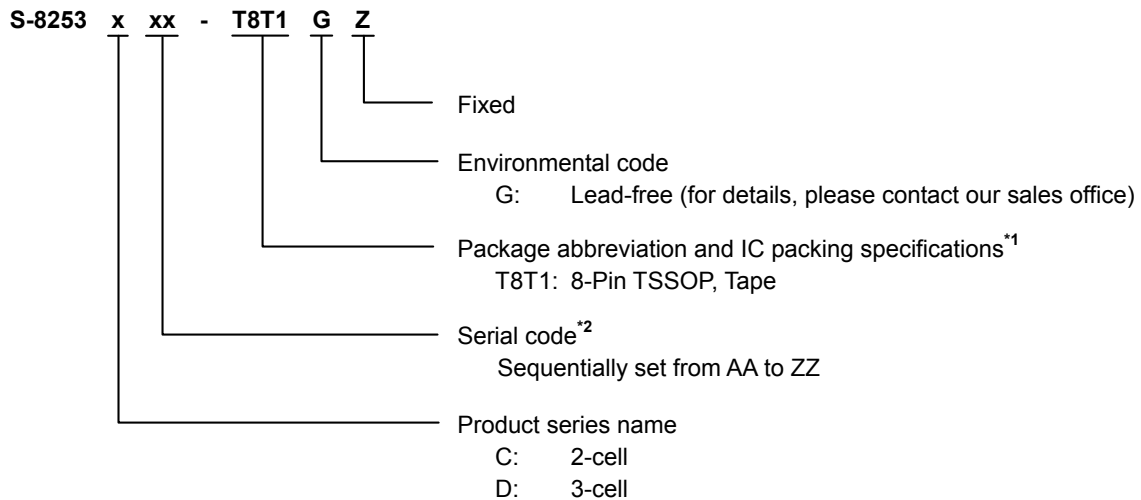 S-8253 x xx - T8T1 G Z
Fixed
Environmental code
G: Lead-free (for details, please contact our sales office)
Package abbreviation and IC packing specifications*1
T8T1: 8-Pin TSSOP, Tape
Serial code*2
Sequentially set from AA to ZZ
Product series name
C: 2-cell
D: 3-cell